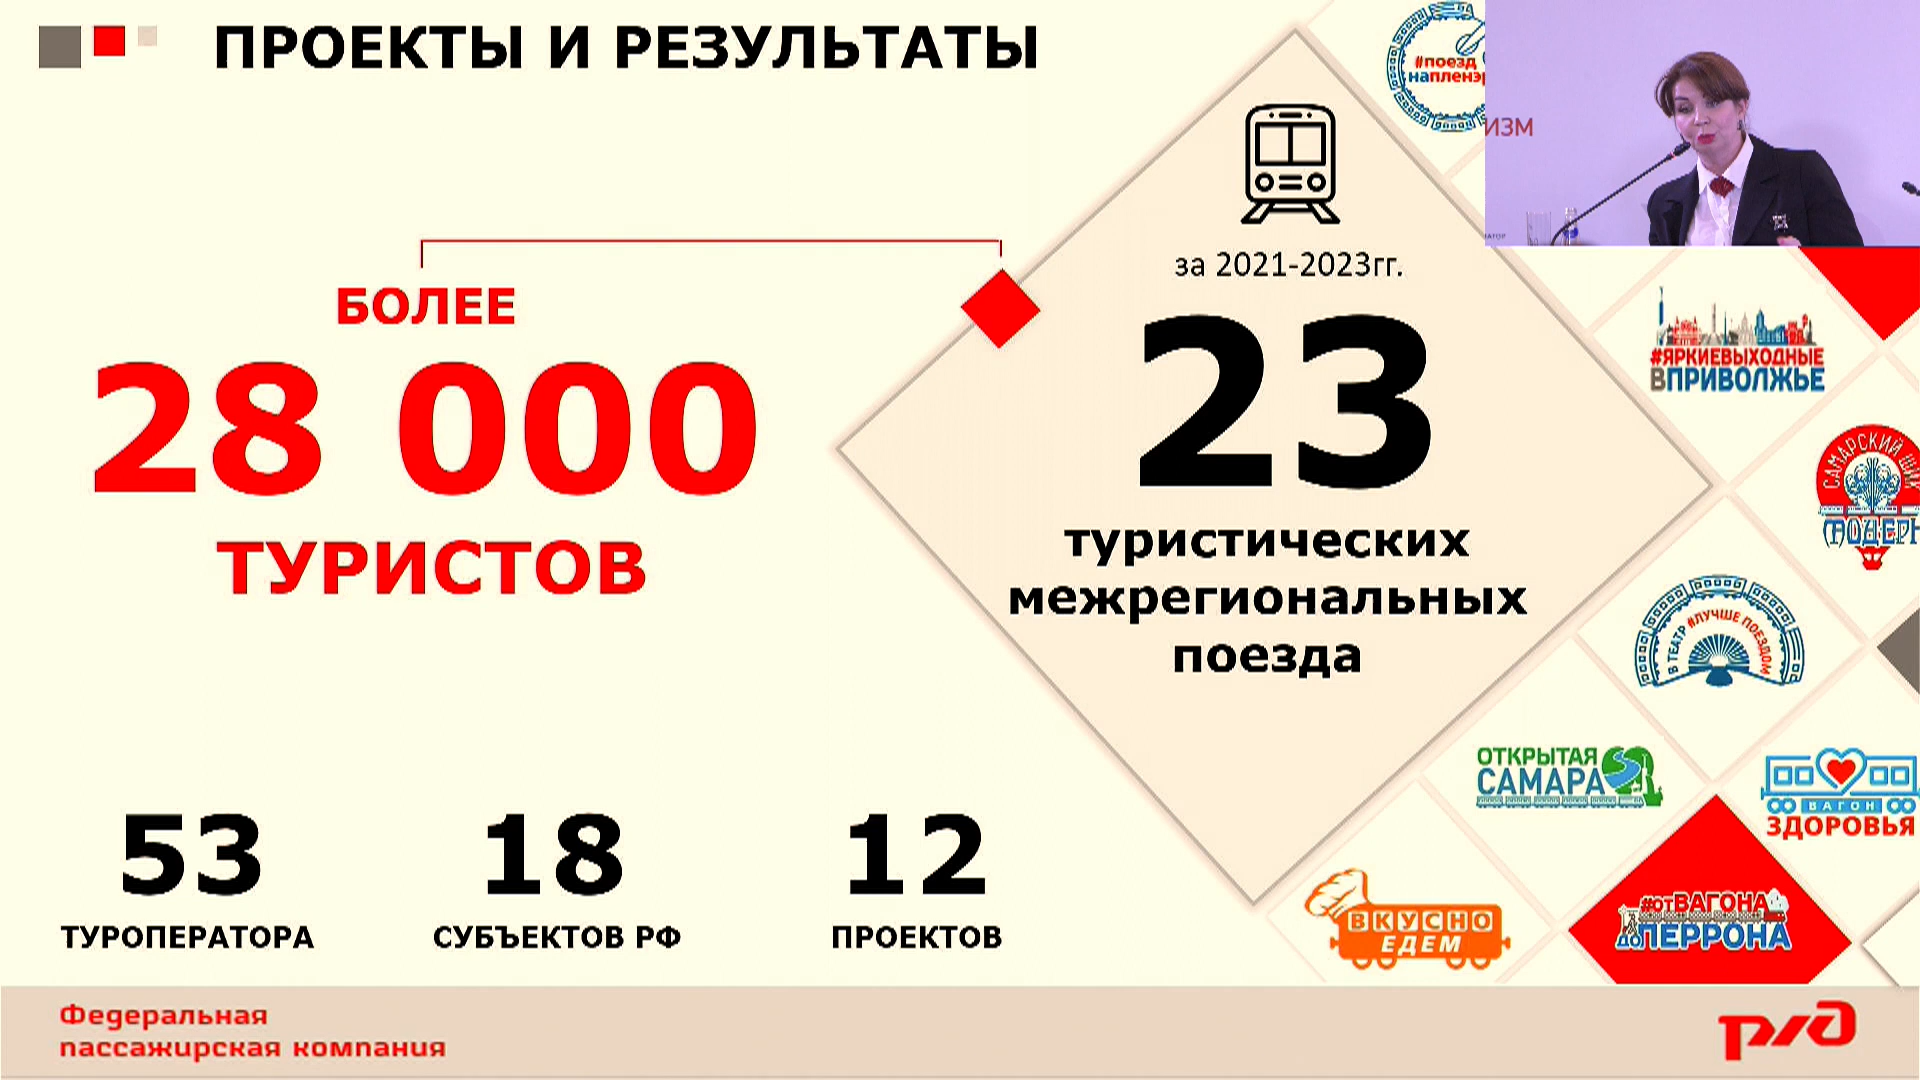 ПРОЕКТЫ И РЕЗУЛЬТАТЫ
#поезд
ИЗМ
за 2021-2023гг.
БОЛЕЕ
28 000
ТУРИСТОВ
23
туристических
межрегиональных
поезда
#ЯРКИЕВЫХОДНЫЕ
ВПРИВОЛЖЬЕ
САМАРСКИЙ
В ТЕАТР #ЛУЧШЕ ПОЕЗДОМ
ОТКРЫТАЯ
САМАРА
ВАГОН
ЗДОРОВЬЯ
53
ТУРОПЕРАТОРА
18
СУБЪЕКТОВ РФ
12
ПРОЕКТОВ
ВКУСНО
ЕДЕМ
#ОТВАГОНА
ДОПЕРРОНА
Федеральная
пассажирская компания
ржд